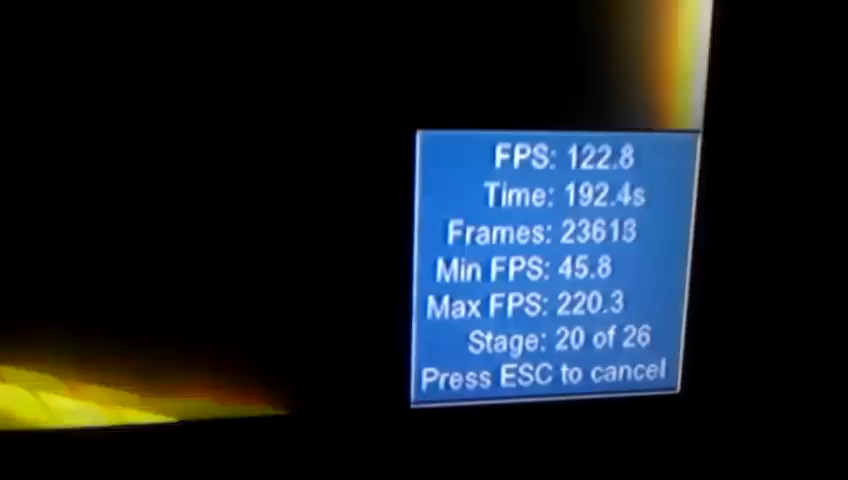 FPS: 122.8
Time: 192.4s
Frames: 23613
Min FPS: 45.8
Max FPS: 220.3
Stage: 20 of 26
Press ESC to cancel